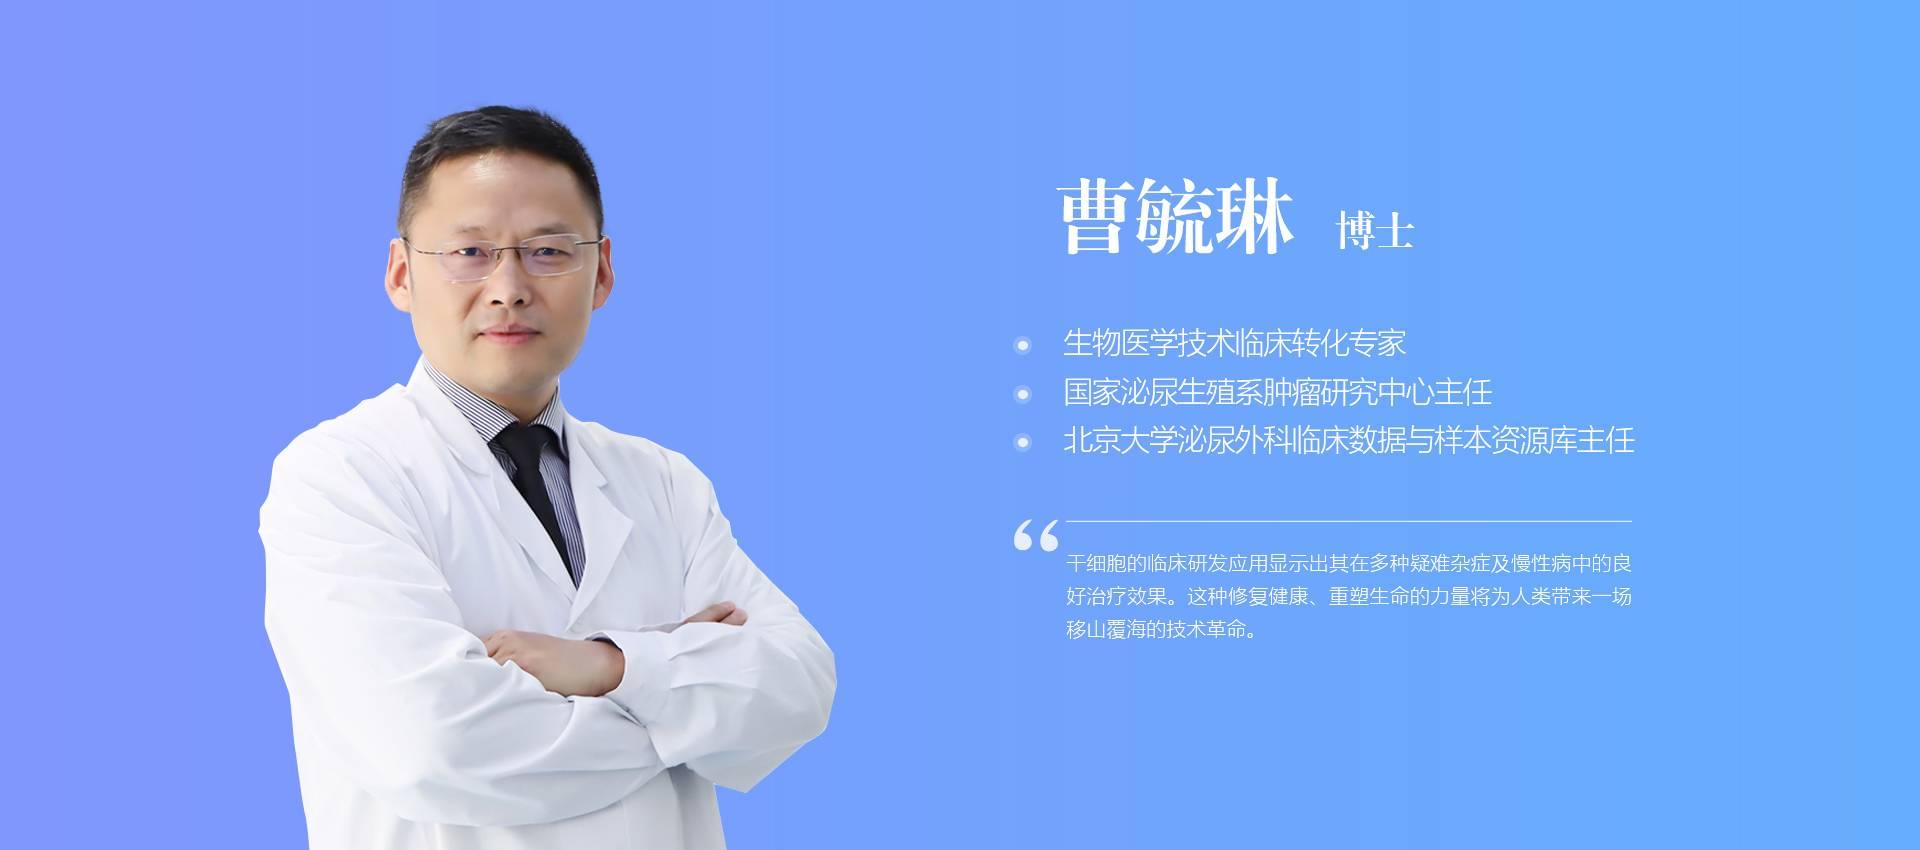 曹毓琳 博士
生物医学技术临床转化专家
国家泌尿生殖系肿瘤研究中心主任
北京大学泌尿外科临床数据与样本资源库主任
“
干细胞的临床研发应用显示出其在多种疑难杂症及慢性病中的良
好治疗效果。这种修复健康、重塑生命的力量将为人类带来一场
移山覆海的技术革命。